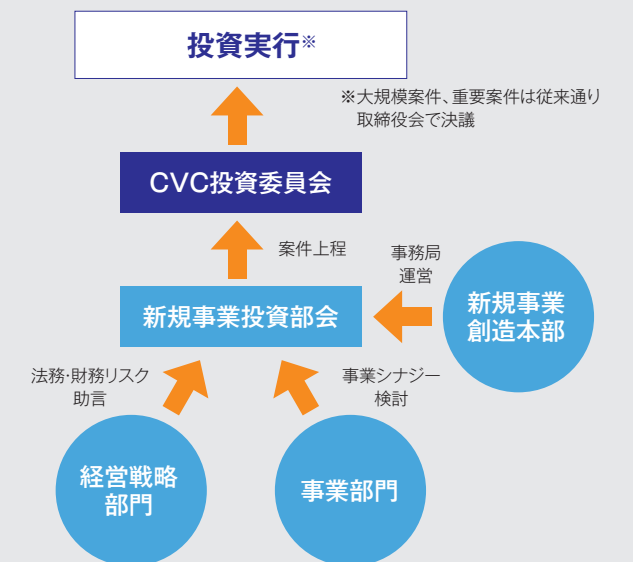 投資実行※
※大規模案件、重要案件は従来通り
取締役会で決議
CVC投資委員会
案件上程
事務局
運営
新規事業投資部会
新規事業
創造本部
法務・財務リスク
助言
事業シナジー
検討
経営戦略
部門
事業部門